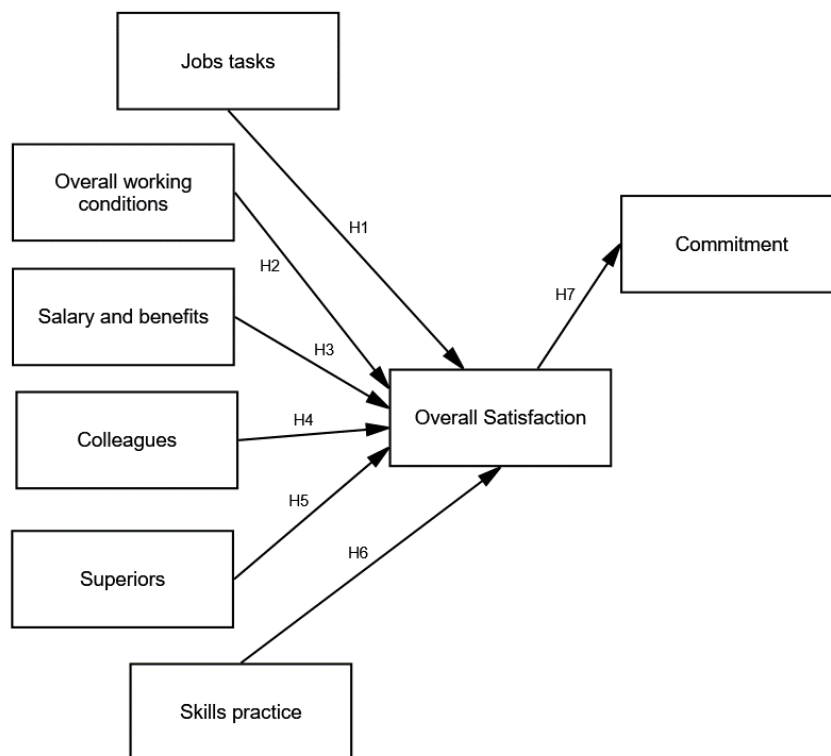 Jobs tasks
Overall working
conditions
H1
Commitment
H2
H7
Salary and benefits
H3
Overall Satisfaction
Colleagues
H4
H5
Superiors
H6
Skills practice